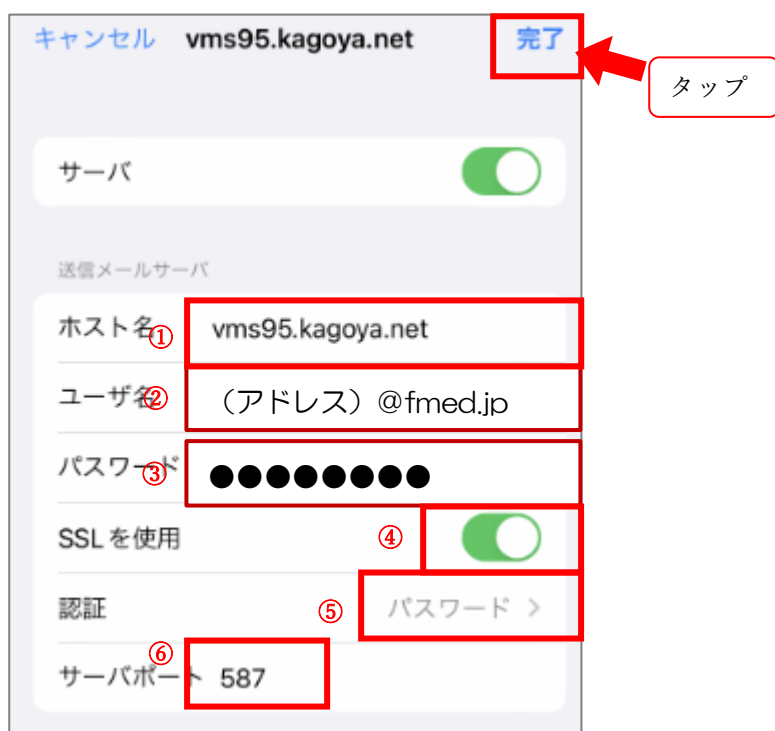 キャンセル vms95.kagoya.net 完了
タップ
サーバ
送信メールサーバ
ホスト名 ① vms95.kagoya.net
ユーザ名 ② （アドレス）@fmed.jp
パスワード ③ ●●●●●●●●
SSLを使用 ④
認証 ⑤ パスワード >
⑥
サーバポート 587